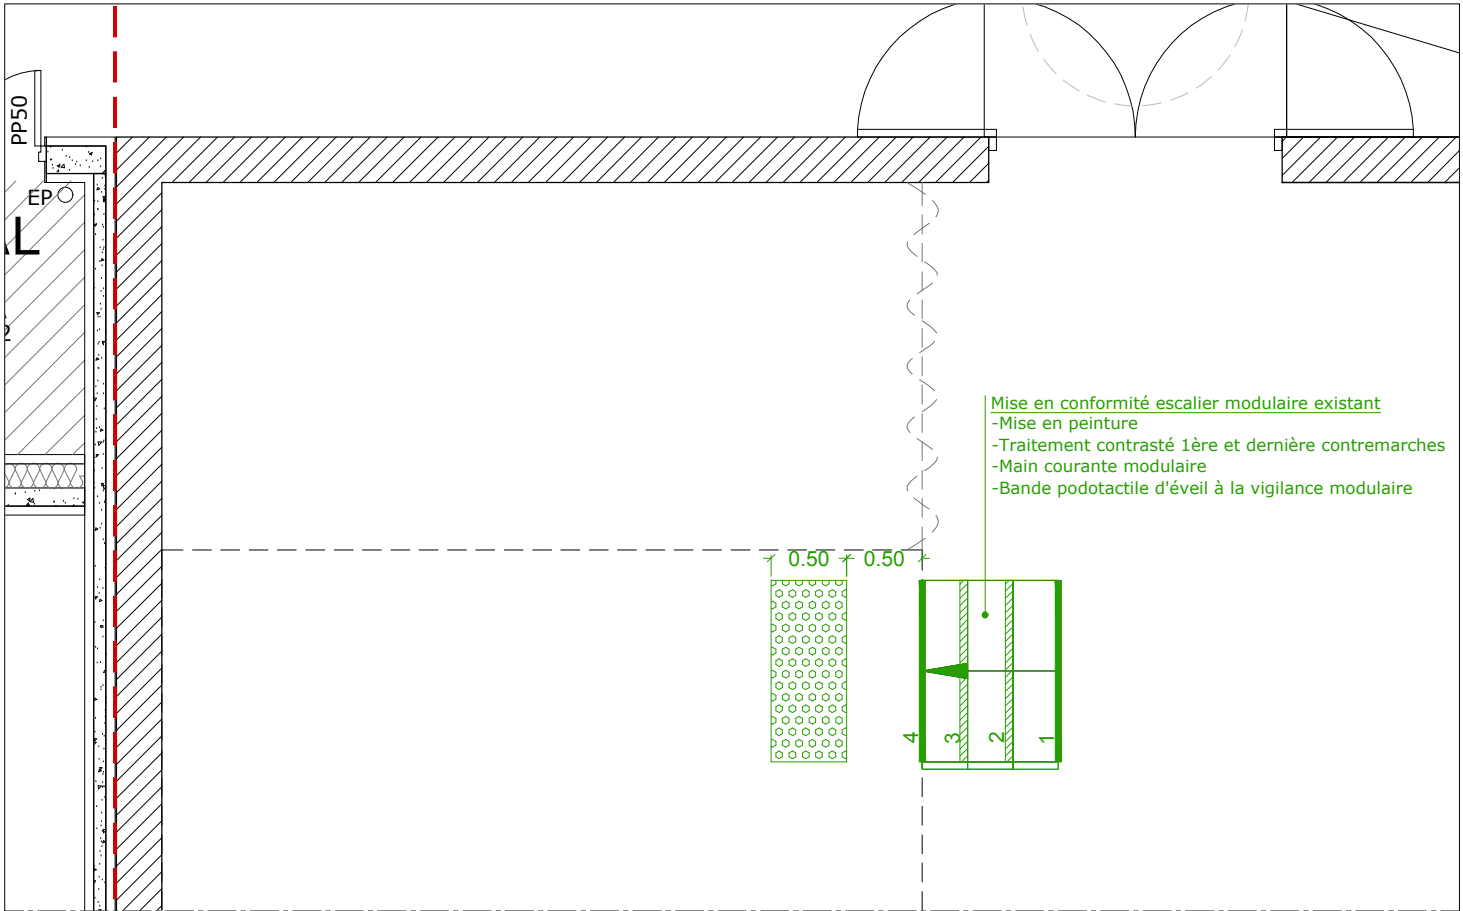 PP50
EP
L
2
Mise en conformité escalier modulaire existant
-Mise en peinture
-Traitement contrasté 1ère et dernière contremarches
-Main courante modulaire
-Bande podotactile d'éveil à la vigilance modulaire
0.50 0.50
4 3 2 1